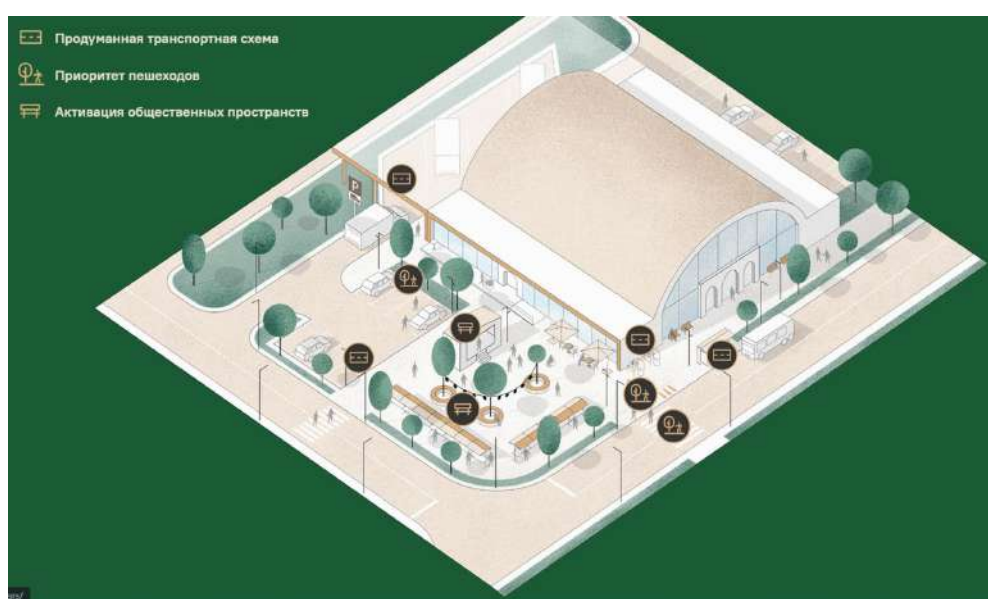 Продуманная транспортная схема
Приоритет пешеходов
Активация общественных пространств
P